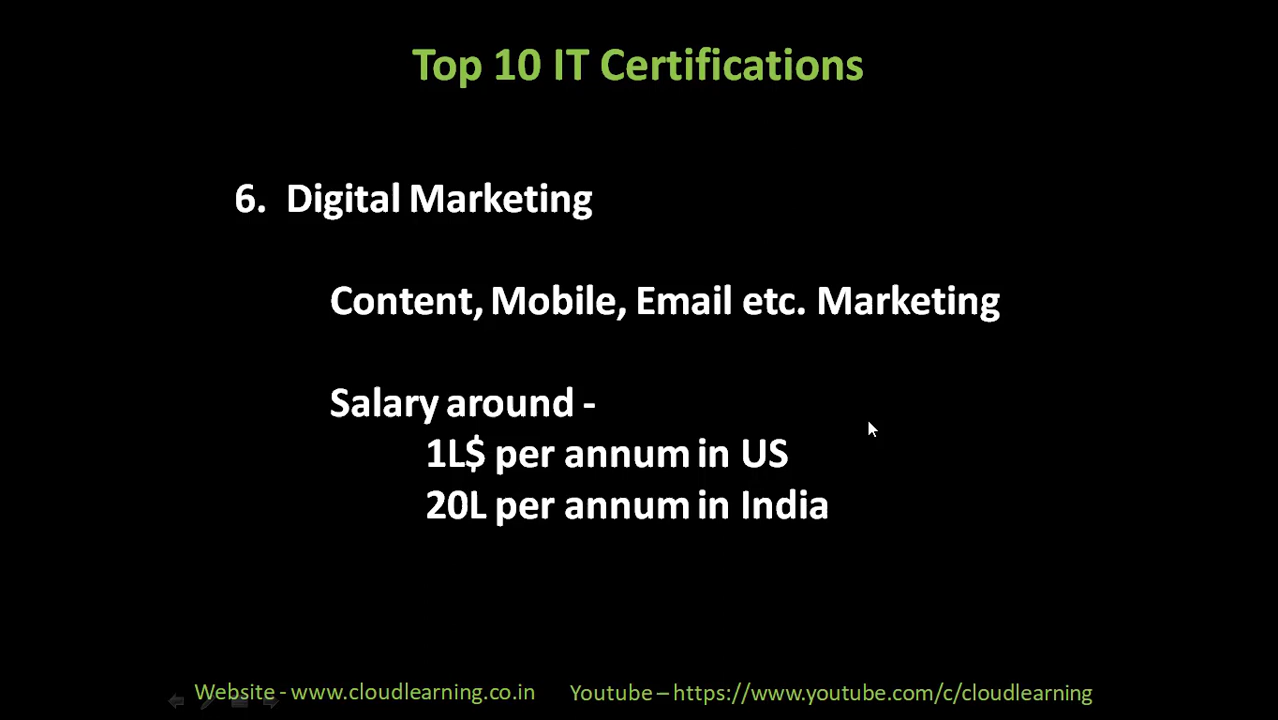 Top 10 IT Certifications
6. Digital Marketing
Content, Mobile, Email etc. Marketing
Salary around -
1L$ per annum in US
20L per annum in India
Website - www.cloudlearning.co.in Youtube – https://www.youtube.com/c/cloudlearning